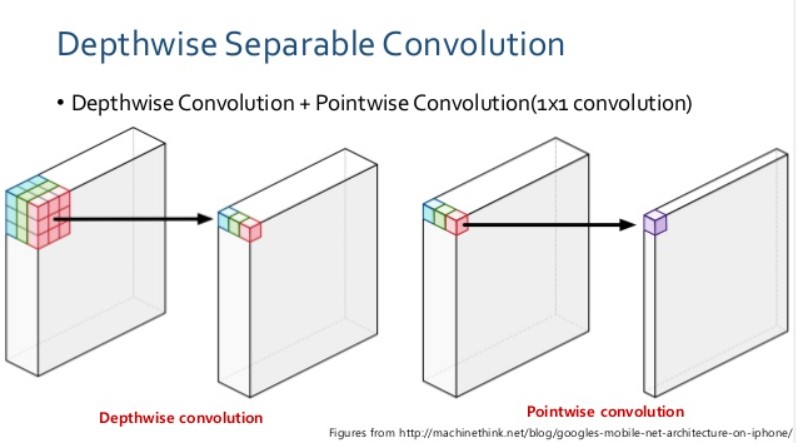 Depthwise Separable Convolution
• Depthwise Convolution + Pointwise Convolution(1x1 convolution)
Depthwise convolution
Pointwise convolution
Figures from http://machinethink.net/blog/googles-mobile-net-architecture-on-iphone/